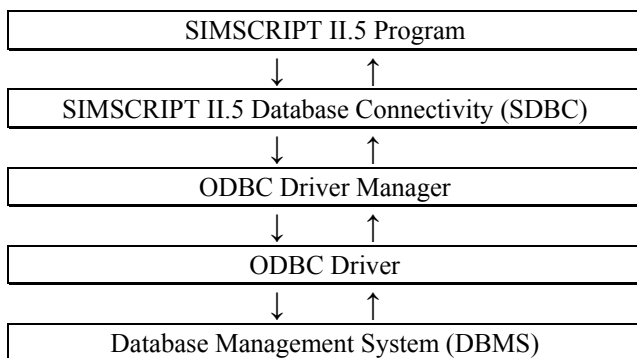 SIMSCRIPT II.5 Program
↓ ↑
SIMSCRIPT II.5 Database Connectivity (SDBC)
↓ ↑
ODBC Driver Manager
↓ ↑
ODBC Driver
↓ ↑
Database Management System (DBMS)